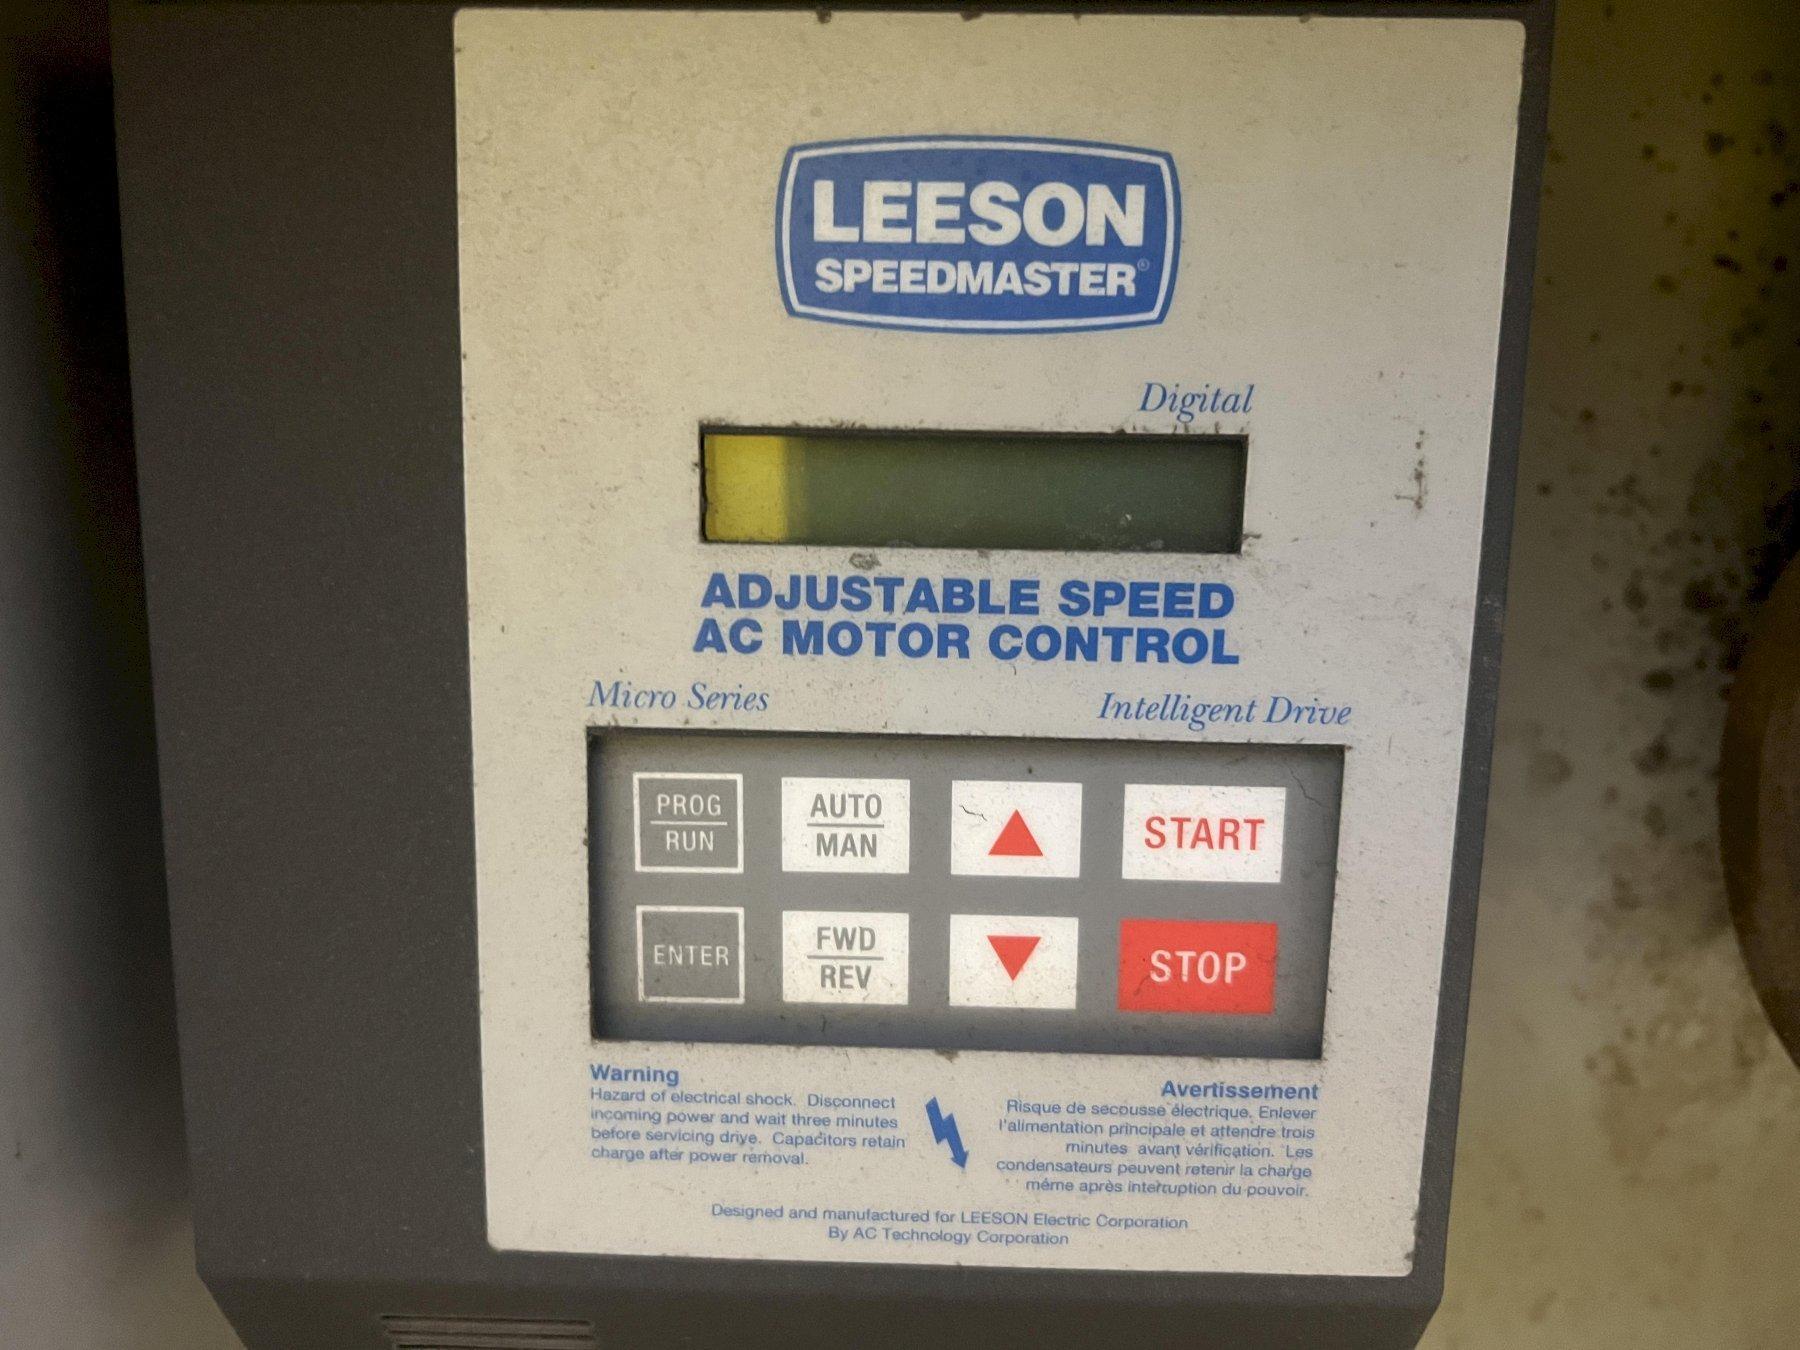 LEESON
SPEEDMASTER®
Digital
ADJUSTABLE SPEED
AC MOTOR CONTROL
Micro Series
Intelligent Drive
PROG
RUN
AUTO
MAN
START
ENTER
FWD
REV
STOP
Warning
Hazard of electrical shock. Disconnect
incoming power and wait three minutes
before servicing drive. Capacitors retain
charge after power removal.
Avertissement
Risque de secousse électrique. Enlever
l'alimentation principale et attendre trois
minutes avant vérification. Les
condensateurs peuvent retenir la charge
même après interruption du pouvoir.
Designed and manufactured for LEESON Electric Corporation
By AC Technology Corporation